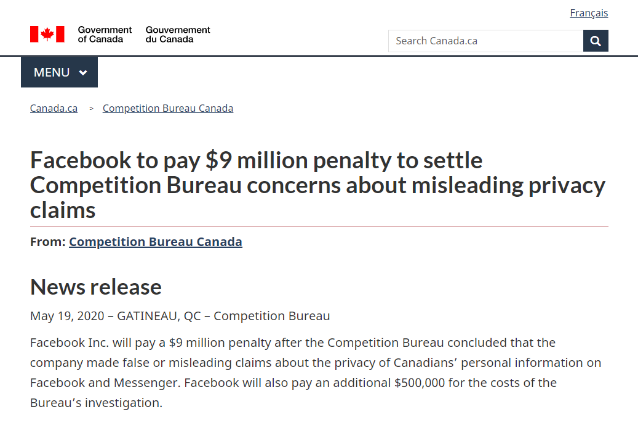 Français
Government of Canada
Gouvernement du Canada
Search Canada.ca
MENU
Canada.ca > Competition Bureau Canada
Facebook to pay $9 million penalty to settle
Competition Bureau concerns about misleading privacy
claims
From: Competition Bureau Canada
News release
May 19, 2020 – GATINEAU, QC – Competition Bureau
Facebook Inc. will pay a $9 million penalty after the Competition Bureau concluded that the
company made false or misleading claims about the privacy of Canadians’ personal information on
Facebook and Messenger. Facebook will also pay an additional $500,000 for the costs of the
Bureau’s investigation.